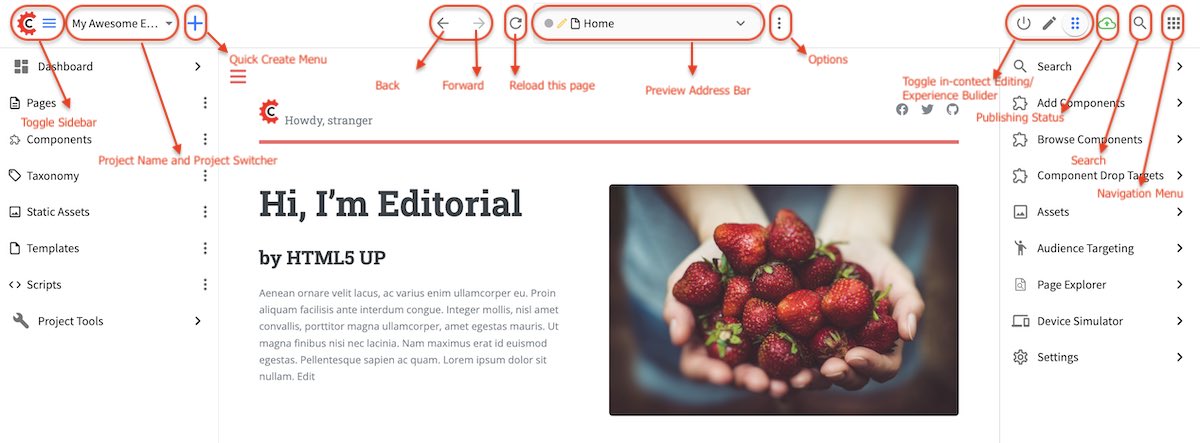 My Awesome E...
Home
Quick Create Menu
Back
Forward
Reload this page
Preview Address Bar
Options
Toggle in-contect Editing/
Experience Bulider
Publishing Status
Search
Navigation Menu
Toggle Sidebar
Project Name and Project Switcher
Dashboard
Pages
Components
Taxonomy
Static Assets
Templates
Scripts
Project Tools
C
Howdy, stranger
Hi, I'm Editorial
by HTML5 UP
Aenean ornare velit lacus, ac varius enim ullamcorper eu. Proin
aliquam facilisis ante interdum congue. Integer mollis, nisl amet
convallis, porttitor magna ullamcorper, amet egestas mauris. Ut
magna finibus nisi nec lacinia. Nam maximus erat id euismod
egestas. Pellentesque sapien ac quam. Lorem ipsum dolor sit
nullam. Edit
Search
Add Components
Browse Components
Component Drop Targets
Assets
Audience Targeting
Page Explorer
Device Simulator
Settings